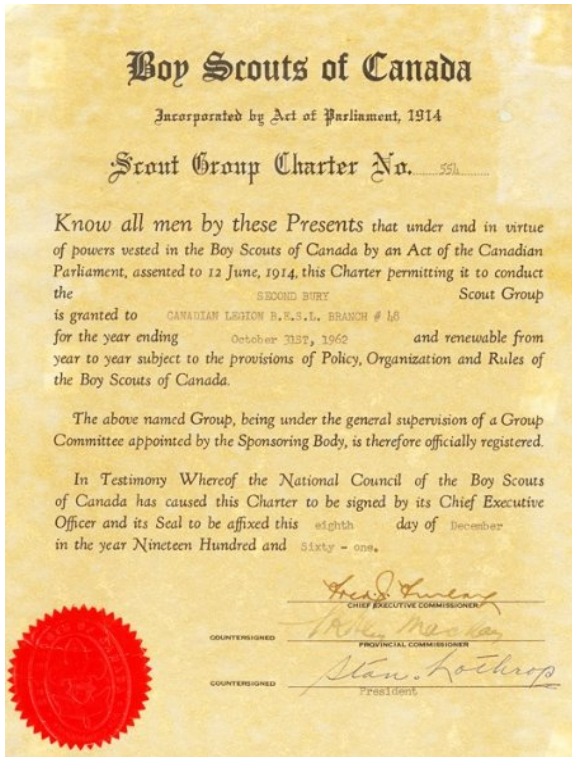 Boy Scouts of Canada
Incorporated by Act of Parliament, 1914
Scout Group Charter No. 554
Know all men by these Presents that under and in virtue
of powers vested in the Boy Scouts of Canada by an Act of the Canadian
Parliament, assented to 12 June, 1914, this Charter permitting it to conduct
the SECOND BURY Scout Group
is granted to CANADIAN LEGION B.E.S.L. BRANCH # 48
for the year ending October 31ST, 1962 and renewable from
year to year subject to the provisions of Policy, Organization and Rules of
the Boy Scouts of Canada.
The above named Group, being under the general supervision of a Group
Committee appointed by the Sponsoring Body, is therefore officially registered.
In Testimony Whereof the National Council of the Boy Scouts
of Canada has caused this Charter to be signed by its Chief Executive
Officer and its Seal to be affixed this eighth day of December
in the year Nineteen Hundred and Sixty - one.
Fred J. Finlay
CHIEF EXECUTIVE COMMISSIONER
Mackay
COUNTERSIGNED PROVINCIAL COMMISSIONER
Stan. Lothrop
COUNTERSIGNED President